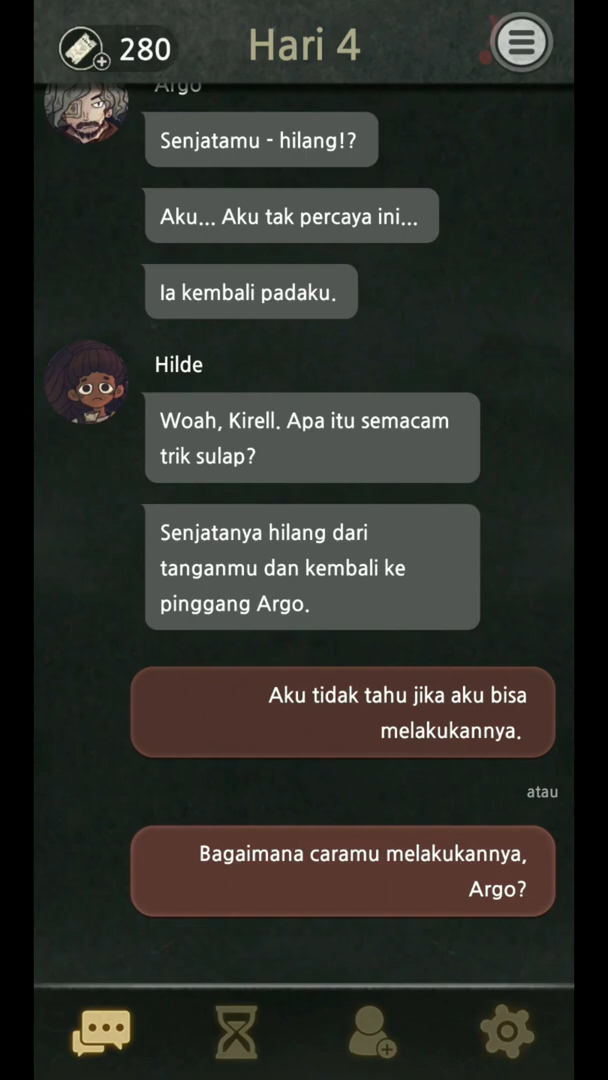 280
Hari 4
Argo
Senjatamu - hilang!?
Aku... Aku tak percaya ini...
Ia kembali padaku.
Hilde
Woah, Kirell. Apa itu semacam
trik sulap?
Senjatanya hilang dari
tanganmu dan kembali ke
pinggang Argo.
Aku tidak tahu jika aku bisa
melakukannya.
atau
Bagaimana caramu melakukannya,
Argo?